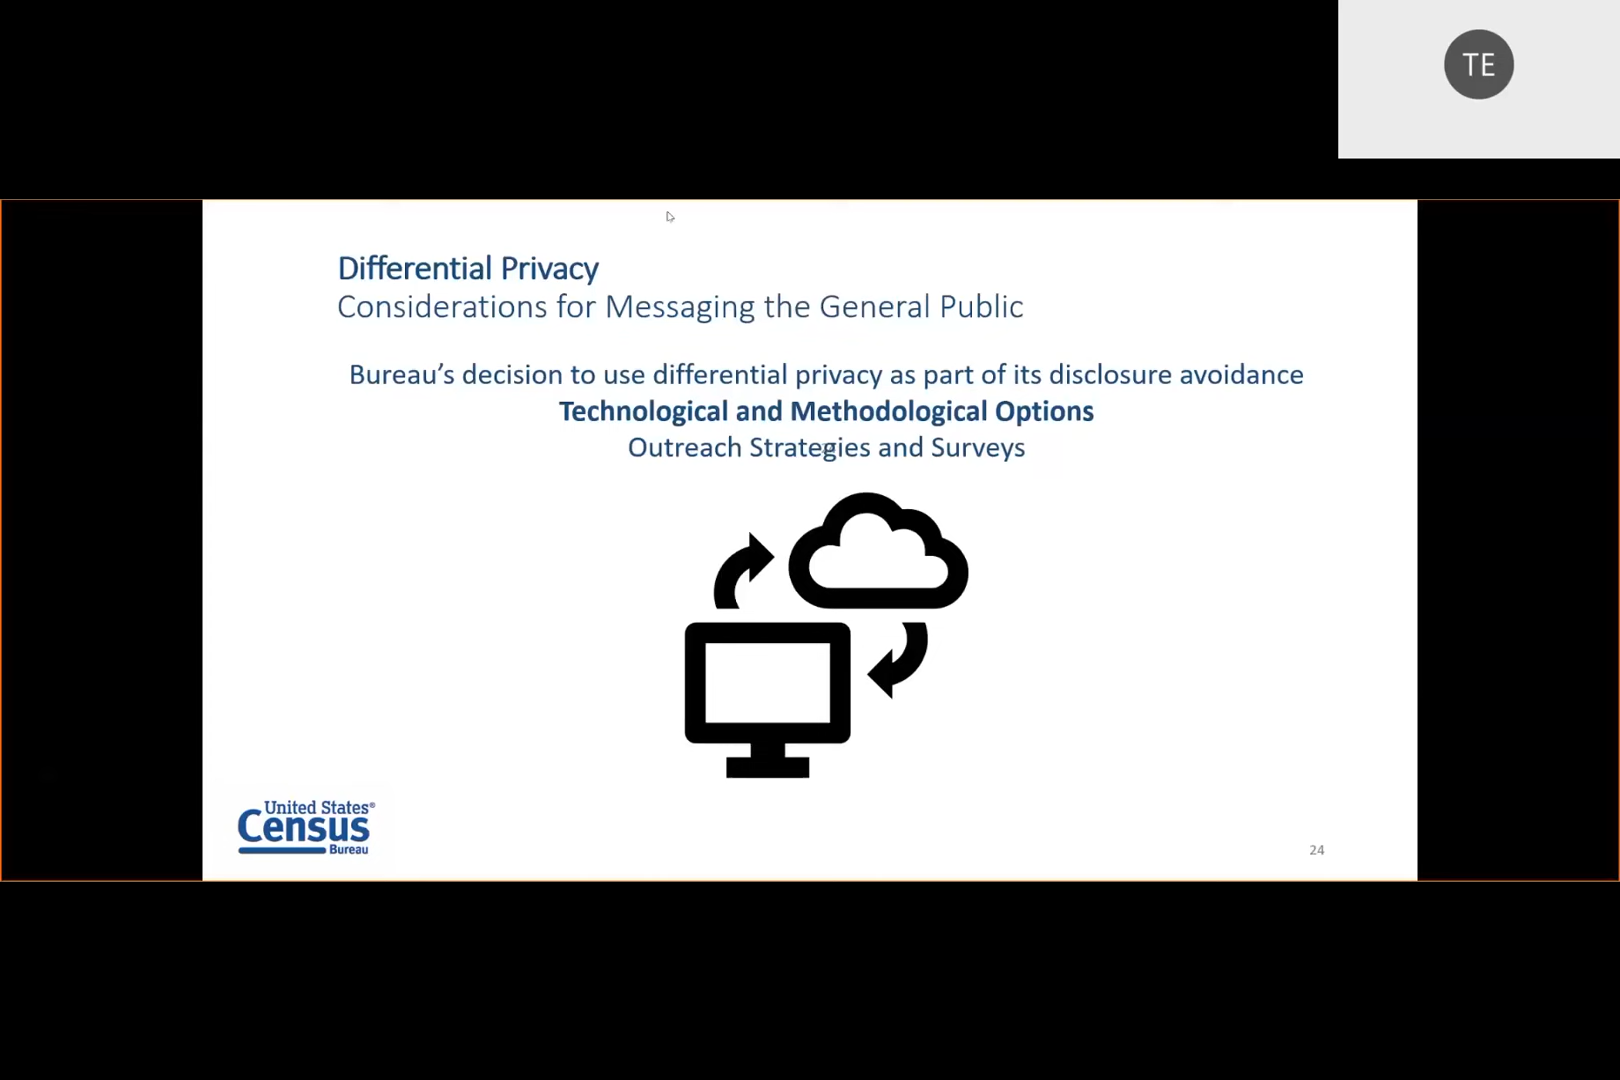 TE
Differential Privacy
Considerations for Messaging the General Public
Bureau’s decision to use differential privacy as part of its disclosure avoidance
Technological and Methodological Options
Outreach Strategies and Surveys
United States®
Census
Bureau
24